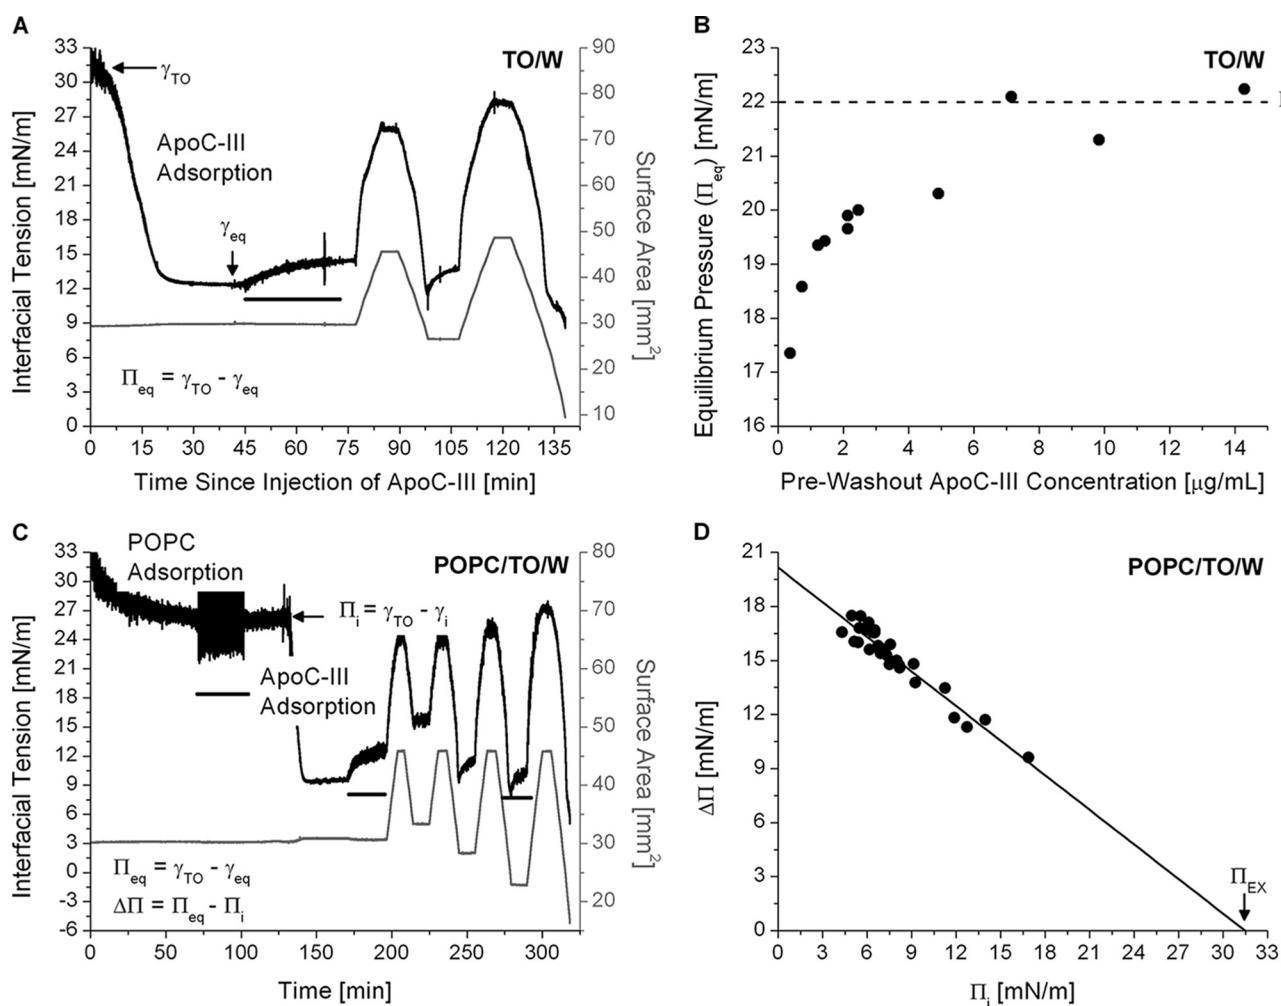 A
TO/W
Interfacial Tension [mN/m]
33
30
27
24
21
18
15
12
9
6
3
0
γTO
ApoC-III
Adsorption
γeq
Πeq = γTO - γeq
90
80
70
60
50
40
30
20
10
Surface Area [mm²]
0 15 30 45 60 75 90 105 120 135
Time Since Injection of ApoC-III [min]
B
TO/W
Equilibrium Pressure (Πeq) [mN/m]
23
22
21
20
19
18
17
16
0 2 4 6 8 10 12 14
Pre-Washout ApoC-III Concentration [μg/mL]
C
POPC/TO/W
Interfacial Tension [mN/m]
33
30
27
24
21
18
15
12
9
6
3
0
-3
-6
POPC
Adsorption
Πi = γTO - γi
ApoC-III
Adsorption
Πeq = γTO - γeq
ΔΠ = Πeq - Πi
80
70
60
50
40
30
20
Surface Area [mm²]
0 50 100 150 200 250 300
Time [min]
D
POPC/TO/W
ΔΠ [mN/m]
21
18
15
12
9
6
3
0
ΠEX
0 3 6 9 12 15 18 21 24 27 30 33
Πi [mN/m]